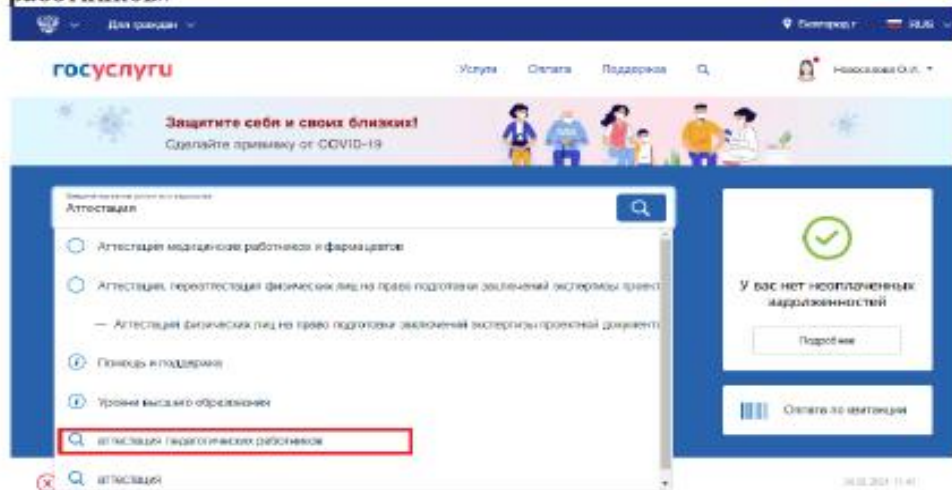 работников»
Для граждан
Белгород г RUS
госуслуги
Услуги Оплата Поддержка
Новоселова О.И.
Защитите себя и своих близких!
Сделайте прививку от COVID-19
Аттестация
Аттестация медицинских работников и фармацевтов
Аттестация, переаттестация физических лиц на право подготовки заключений экспертизы проект
— Аттестация физических лиц на право подготовки заключений экспертизы проектной документ
Помощь и поддержка
Уровни высшего образования
аттестация педагогических работников
аттестация
У вас нет неоплаченных
задолженностей
Подробнее
Оплата по квитанции